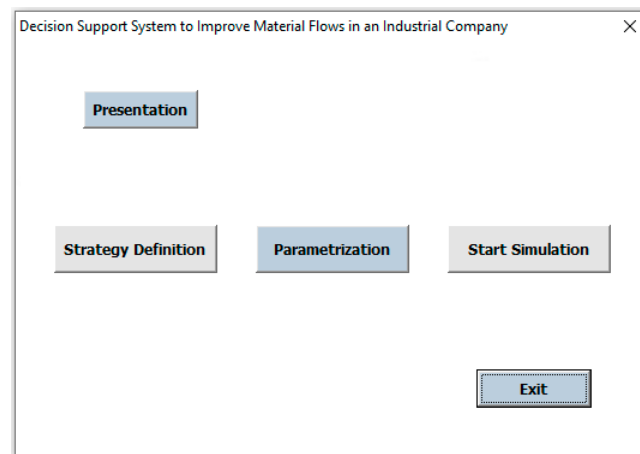 Decision Support System to Improve Material Flows in an Industrial Company
Presentation
Strategy Definition
Parametrization
Start Simulation
Exit